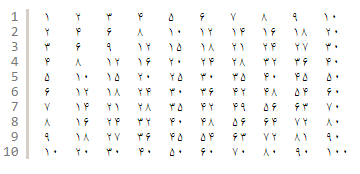 1 ۱ ۲ ۳ ۴ ۵ ۶ ۷ ۸ ۹ ۱۰
2 ۲ ۴ ۶ ۸ ۱۰ ۱۲ ۱۴ ۱۶ ۱۸ ۲۰
3 ۳ ۶ ۹ ۱۲ ۱۵ ۱۸ ۲۱ ۲۴ ۲۷ ۳۰
4 ۴ ۸ ۱۲ ۱۶ ۲۰ ۲۴ ۲۸ ۳۲ ۳۶ ۴۰
5 ۵ ۱۰ ۱۵ ۲۰ ۲۵ ۳۰ ۳۵ ۴۰ ۴۵ ۵۰
6 ۶ ۱۲ ۱۸ ۲۴ ۳۰ ۳۶ ۴۲ ۴۸ ۵۴ ۶۰
7 ۷ ۱۴ ۲۱ ۲۸ ۳۵ ۴۲ ۴۹ ۵۶ ۶۳ ۷۰
8 ۸ ۱۶ ۲۴ ۳۲ ۴۰ ۴۸ ۵۶ ۶۴ ۷۲ ۸۰
9 ۹ ۱۸ ۲۷ ۳۶ ۴۵ ۵۴ ۶۳ ۷۲ ۸۱ ۹۰
10 ۱۰ ۲۰ ۳۰ ۴۰ ۵۰ ۶۰ ۷۰ ۸۰ ۹۰ ۱۰۰